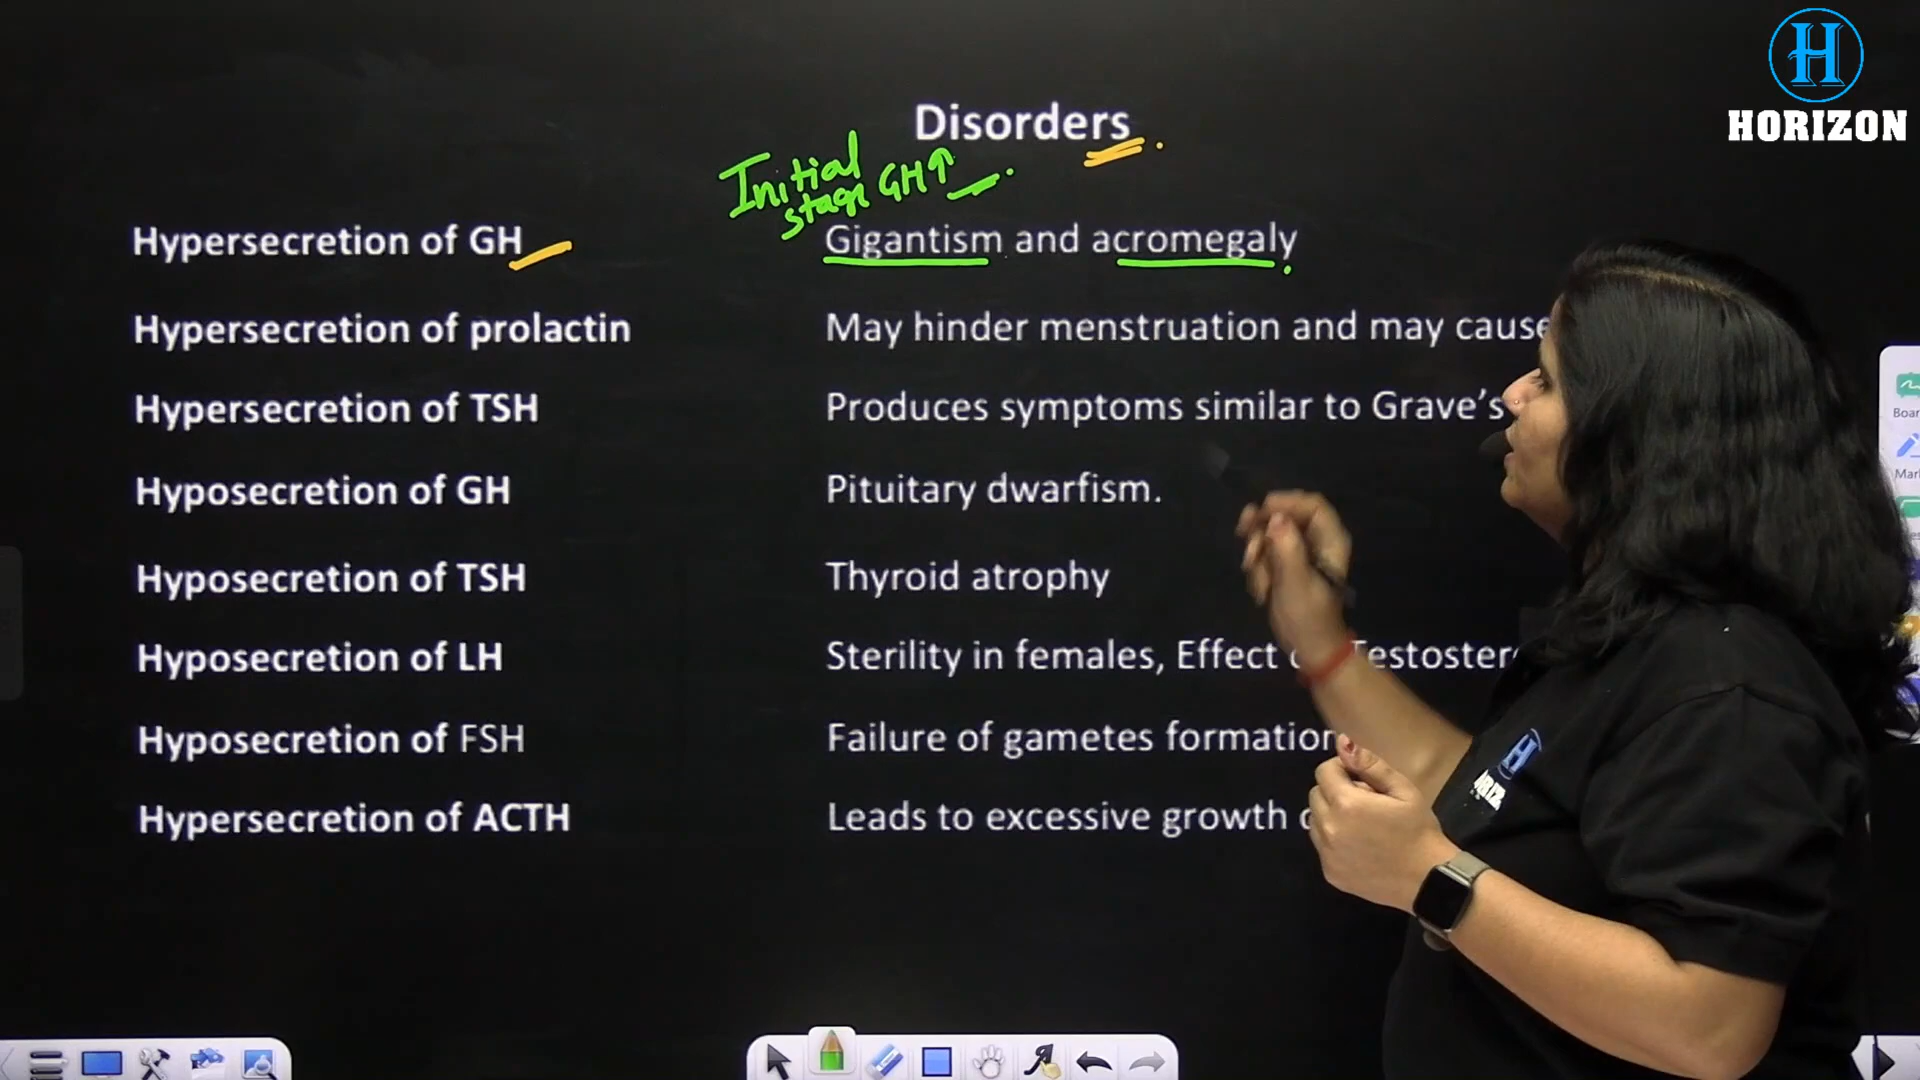 HORIZON
Disorders
Initial
stage GH↑
Hypersecretion of GH
Gigantism and acromegaly
Hypersecretion of prolactin
May hinder menstruation and may cause
Hypersecretion of TSH
Produces symptoms similar to Grave's
Hyposecretion of GH
Pituitary dwarfism.
Hyposecretion of TSH
Thyroid atrophy
Hyposecretion of LH
Sterility in females, Effect
Hyposecretion of FSH
Failure of gametes formation
Hypersecretion of ACTH
Leads to excessive growth